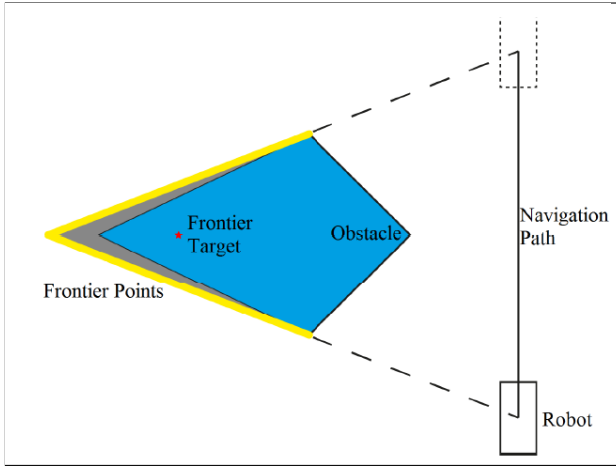 Frontier
Target
Obstacle
Navigation
Path
Frontier Points
Robot